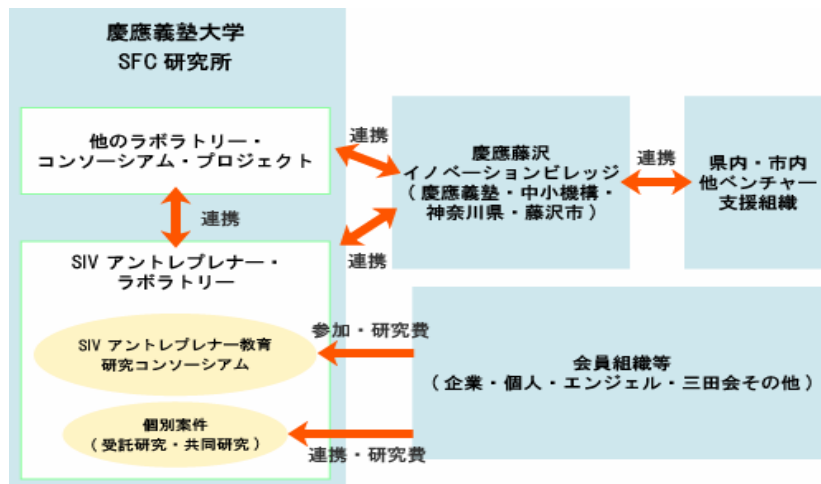 慶應義塾大学
SFC 研究所
他のラボラトリー・
コンソーシアム・プロジェクト
連携
連携
SIV アントレプレナー・
ラボラトリー
連携
慶應藤沢
イノベーションビレッジ
(慶應義塾・中小機構・
神奈川県・藤沢市)
連携
県内・市内
他ベンチャー
支援組織
SIV アントレプレナー教育
研究コンソーシアム
参加・研究費
個別案件
(受託研究・共同研究)
連携・研究費
会員組織等
(企業・個人・エンジェル・三田会その他)